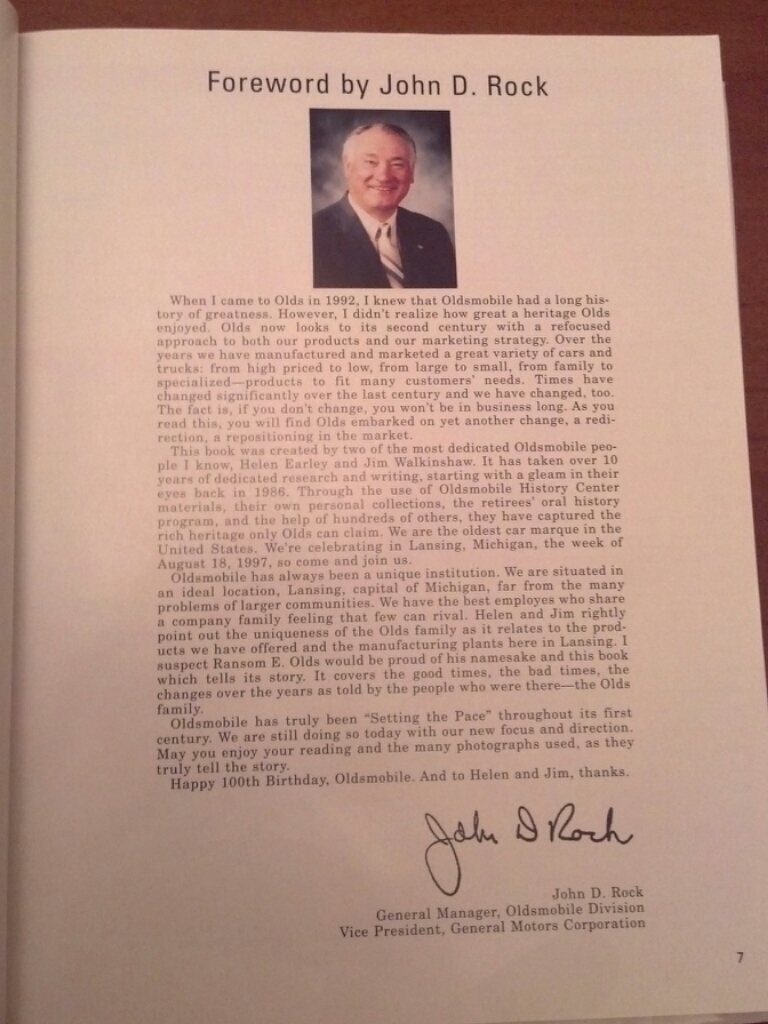 Foreword by John D. Rock
When I came to Olds in 1992, I knew that Oldsmobile had a long his-
tory of greatness. However, I didn't realize how great a heritage Olds
enjoyed. Olds now looks to its second century with a refocused
approach to both our products and our marketing strategy. Over the
years we have manufactured and marketed a great variety of cars and
trucks: from high priced to low, from large to small, from family to
specialized—products to fit many customers' needs. Times have
changed significantly over the last century and we have changed, too.
The fact is, if you don't change, you won't be in business long. As you
read this, you will find Olds embarked on yet another change, a redi-
rection, a repositioning in the market.
This book was created by two of the most dedicated Oldsmobile peo-
ple I know, Helen Earley and Jim Walkinshaw. It has taken over 10
years of dedicated research and writing, starting with a gleam in their
eyes back in 1986. Through the use of Oldsmobile History Center
materials, their own personal collections, the retirees' oral history
program, and the help of hundreds of others, they have captured the
rich heritage only Olds can claim. We are the oldest car marque in the
United States. We're celebrating in Lansing, Michigan, the week of
August 18, 1997, so come and join us.
Oldsmobile has always been a unique institution. We are situated in
an ideal location, Lansing, capital of Michigan, far from the many
problems of larger communities. We have the best employes who share
a company family feeling that few can rival. Helen and Jim rightly
point out the uniqueness of the Olds family as it relates to the prod-
ucts we have offered and the manufacturing plants here in Lansing. I
suspect Ransom E. Olds would be proud of his namesake and this book
which tells its story. It covers the good times, the bad times, the
changes over the years as told by the people who were there—the Olds
family.
Oldsmobile has truly been "Setting the Pace" throughout its first
century. We are still doing so today with our new focus and direction.
May you enjoy your reading and the many photographs used, as they
truly tell the story.
Happy 100th Birthday, Oldsmobile. And to Helen and Jim, thanks.
John D Rock
John D. Rock
General Manager, Oldsmobile Division
Vice President, General Motors Corporation
7